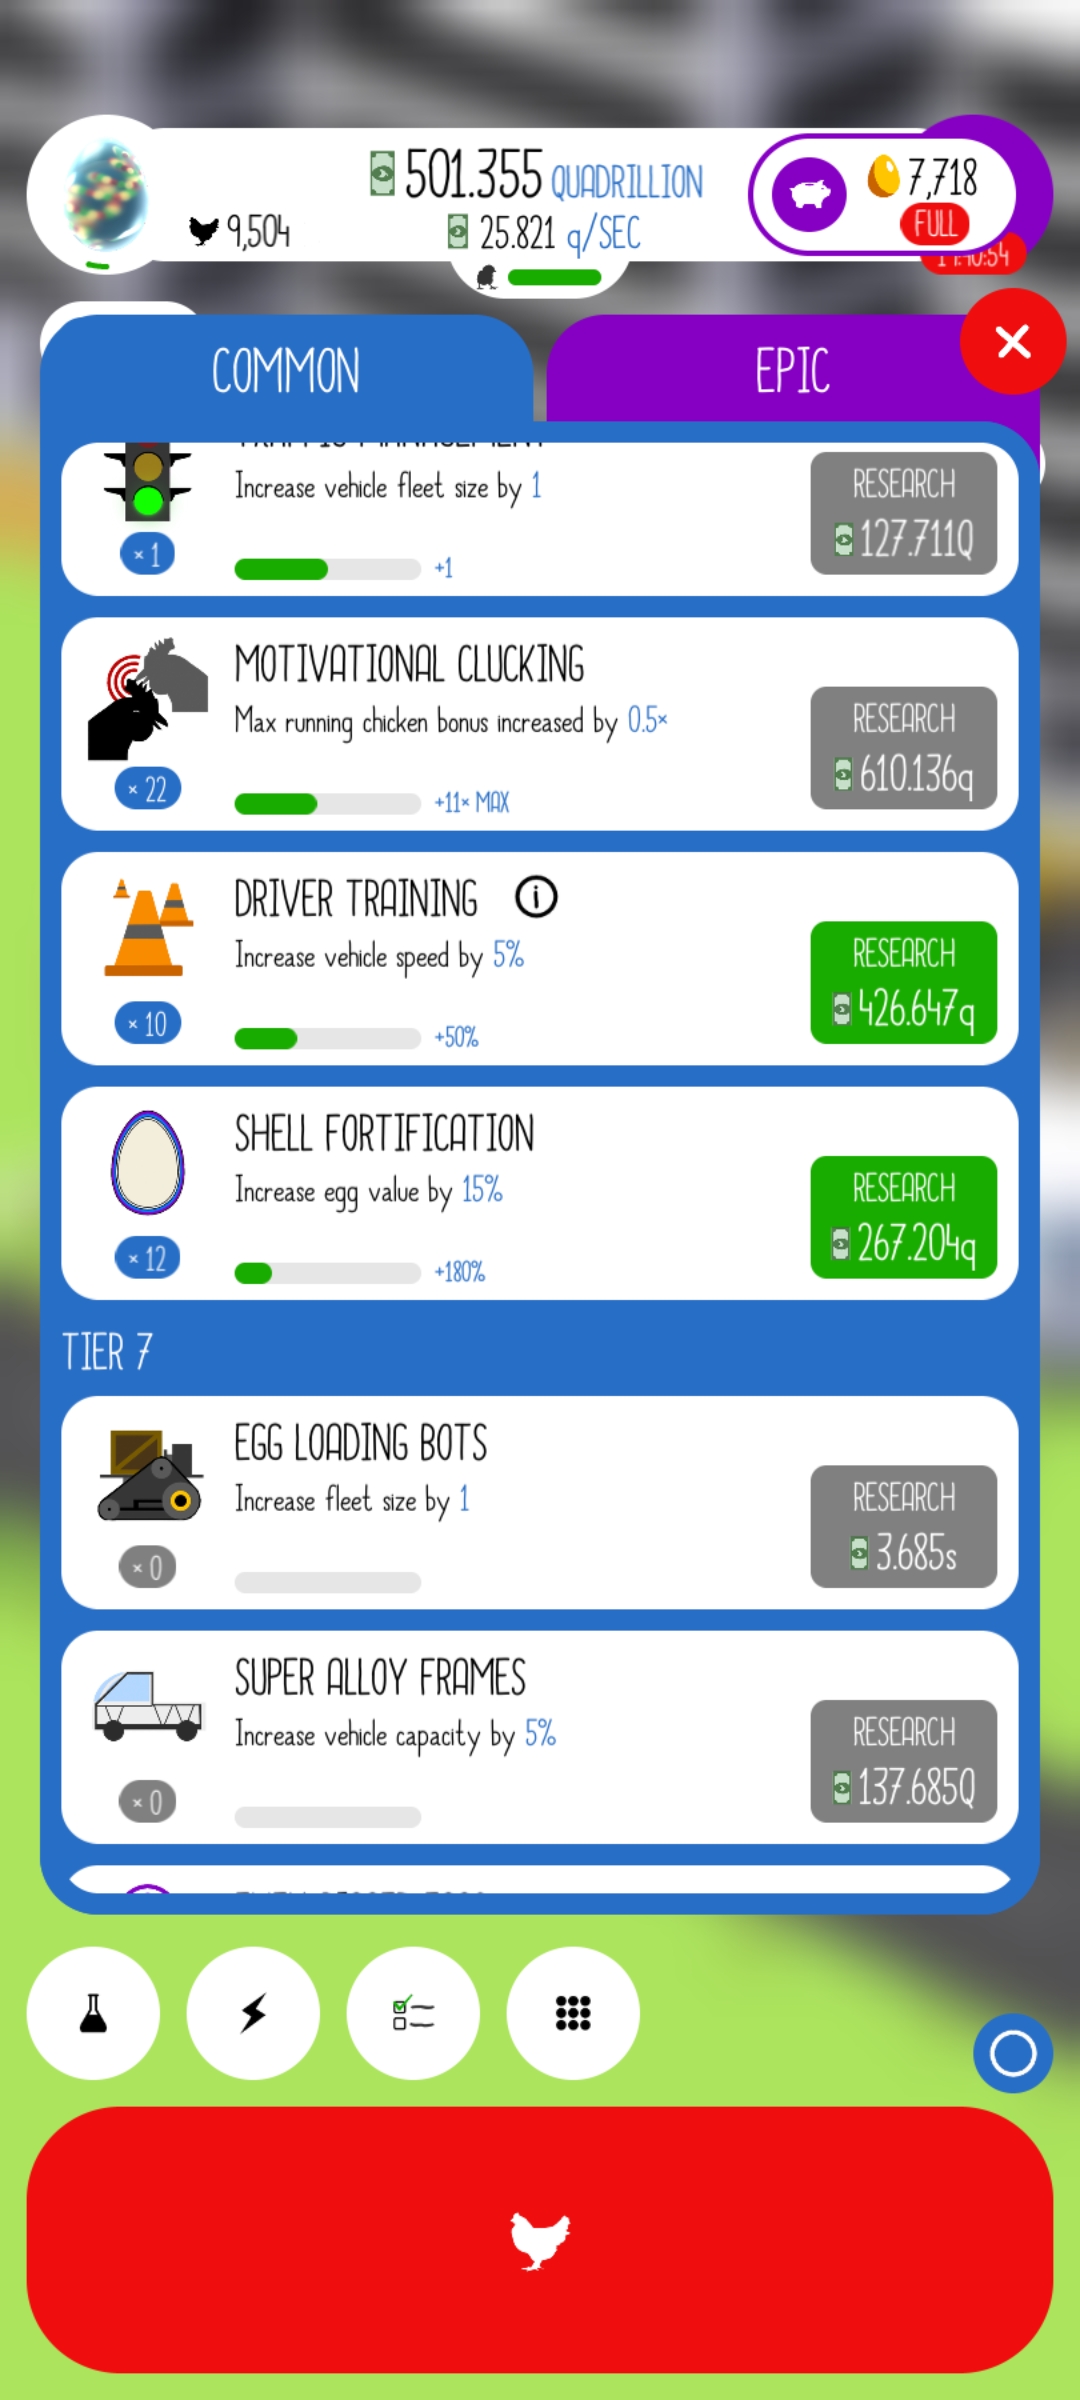 501.355 QUADRILLION
9,504
25.821 q/SEC
7,718
FULL
COMMON
EPIC
TRAFFIC MANAGEMENT
Increase vehicle fleet size by 1
× 1
+1
RESEARCH
127.711Q
MOTIVATIONAL CLUCKING
Max running chicken bonus increased by 0.5×
× 22
+11× MAX
RESEARCH
610.136q
DRIVER TRAINING
Increase vehicle speed by 5%
× 10
+50%
RESEARCH
426.647q
SHELL FORTIFICATION
Increase egg value by 15%
× 12
+180%
RESEARCH
267.204q
TIER 7
EGG LOADING BOTS
Increase fleet size by 1
× 0
RESEARCH
3.685s
SUPER ALLOY FRAMES
Increase vehicle capacity by 5%
× 0
RESEARCH
137.685Q